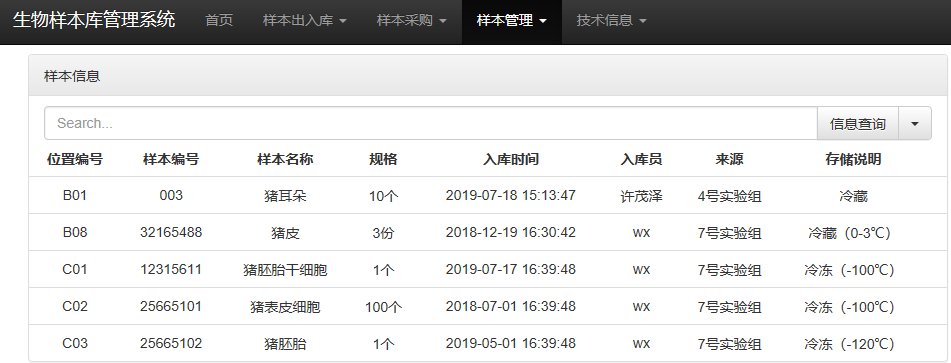 生物样本库管理系统 首页 样本出入库 样本采购 样本管理 技术信息
样本信息
Search... 信息查询
位置编号 样本编号 样本名称 规格 入库时间 入库员 来源 存储说明
B01 003 猪耳朵 10个 2019-07-18 15:13:47 许茂泽 4号实验组 冷藏
B08 32165488 猪皮 3份 2018-12-19 16:30:42 wx 7号实验组 冷藏（0-3℃）
C01 12315611 猪胚胎干细胞 1个 2019-07-17 16:39:48 wx 7号实验组 冷冻（-100℃）
C02 25665101 猪表皮细胞 100个 2018-07-01 16:39:48 wx 7号实验组 冷冻（-100℃）
C03 25665102 猪胚胎 1个 2019-05-01 16:39:48 wx 7号实验组 冷冻（-120℃）